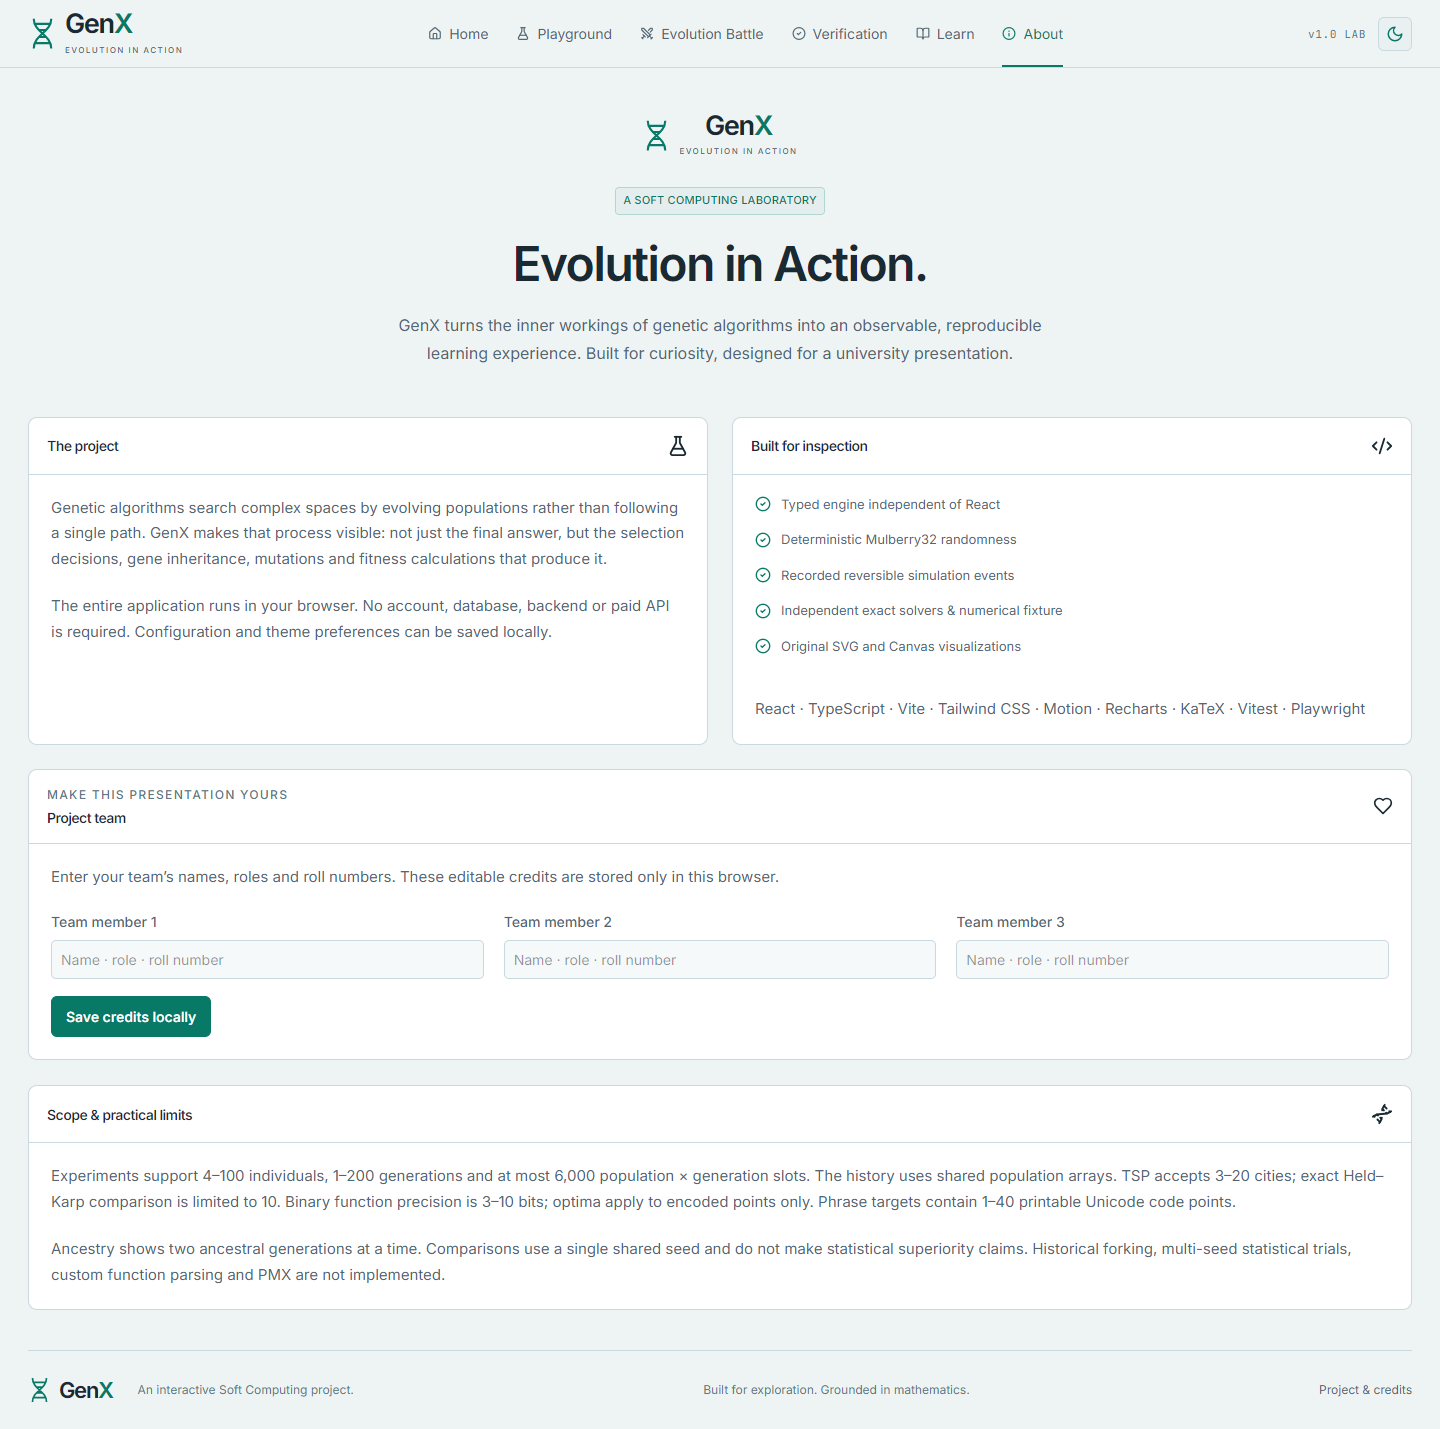 GenX
EVOLUTION IN ACTION
Home
Playground
Evolution Battle
Verification
Learn
About
v1.0 LAB
GenX
EVOLUTION IN ACTION
A SOFT COMPUTING LABORATORY
Evolution in Action.
GenX turns the inner workings of genetic algorithms into an observable, reproducible
learning experience. Built for curiosity, designed for a university presentation.
The project
Genetic algorithms search complex spaces by evolving populations rather than following
a single path. GenX makes that process visible: not just the final answer, but the selection
decisions, gene inheritance, mutations and fitness calculations that produce it.
The entire application runs in your browser. No account, database, backend or paid API
is required. Configuration and theme preferences can be saved locally.
Built for inspection
Typed engine independent of React
Deterministic Mulberry32 randomness
Recorded reversible simulation events
Independent exact solvers & numerical fixture
Original SVG and Canvas visualizations
React · TypeScript · Vite · Tailwind CSS · Motion · Recharts · KaTeX · Vitest · Playwright
MAKE THIS PRESENTATION YOURS
Project team
Enter your team’s names, roles and roll numbers. These editable credits are stored only in this browser.
Team member 1
Team member 2
Team member 3
Name · role · roll number
Name · role · roll number
Name · role · roll number
Save credits locally
Scope & practical limits
Experiments support 4–100 individuals, 1–200 generations and at most 6,000 population × generation slots. The history uses shared population arrays. TSP accepts 3–20 cities; exact Held–
Karp comparison is limited to 10. Binary function precision is 3–10 bits; optima apply to encoded points only. Phrase targets contain 1–40 printable Unicode code points.
Ancestry shows two ancestral generations at a time. Comparisons use a single shared seed and do not make statistical superiority claims. Historical forking, multi-seed statistical trials,
custom function parsing and PMX are not implemented.
GenX
An interactive Soft Computing project.
Built for exploration. Grounded in mathematics.
Project & credits